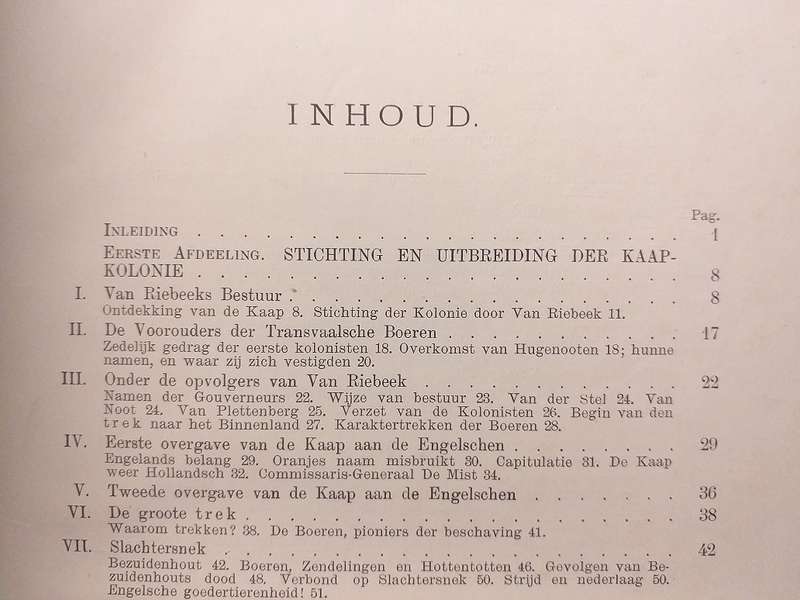 INHOUD.
Pag.
INLEIDING . . . . . . . . . . . . . . . . . 1
EERSTE AFDEELING. STICHTING EN UITBREIDING DER KAAP-
KOLONIE . . . . . . . . . . . . . . . . . 8
I. Van Riebeeks Bestuur . . . . . . . . . . . . . . 8
Ontdekking van de Kaap 8. Stichting der Kolonie door Van Riebeek 11.
II. De Voorouders der Transvaalsche Boeren . . . . . . . . . 17
Zedelijk gedrag der eerste kolonisten 18. Overkomst van Hugenooten 18; hunne
namen, en waar zij zich vestigden 20.
III. Onder de opvolgers van Van Riebeek . . . . . . . . . . 22
Namen der Gouverneurs 22. Wijze van bestuur 23. Van der Stel 24. Van
Noot 24. Van Plettenberg 25. Verzet van de Kolonisten 26. Begin van den
trek naar het Binnenland 27. Karaktertrekken der Boeren 28.
IV. Eerste overgave van de Kaap aan de Engelschen . . . . . . 29
Engelands belang 29. Oranjes naam misbruikt 30. Capitulatie 31. De Kaap
weer Hollandsch 32. Commissaris-Generaal De Mist 34.
V. Tweede overgave van de Kaap aan de Engelschen . . . . . . 36
VI. De groote trek . . . . . . . . . . . . . . . . 38
Waarom trekken? 38. De Boeren, pioniers der beschaving 41.
VII. Slachtersnek . . . . . . . . . . . . . . . . 42
Bezuidenhout 42. Boeren, Zendelingen en Hottentotten 46. Gevolgen van Be-
zuidenhouts dood 48. Verbond op Slachtersnek 50. Strijd en nederlaag 50.
Engelsche goedertierenheid! 51.